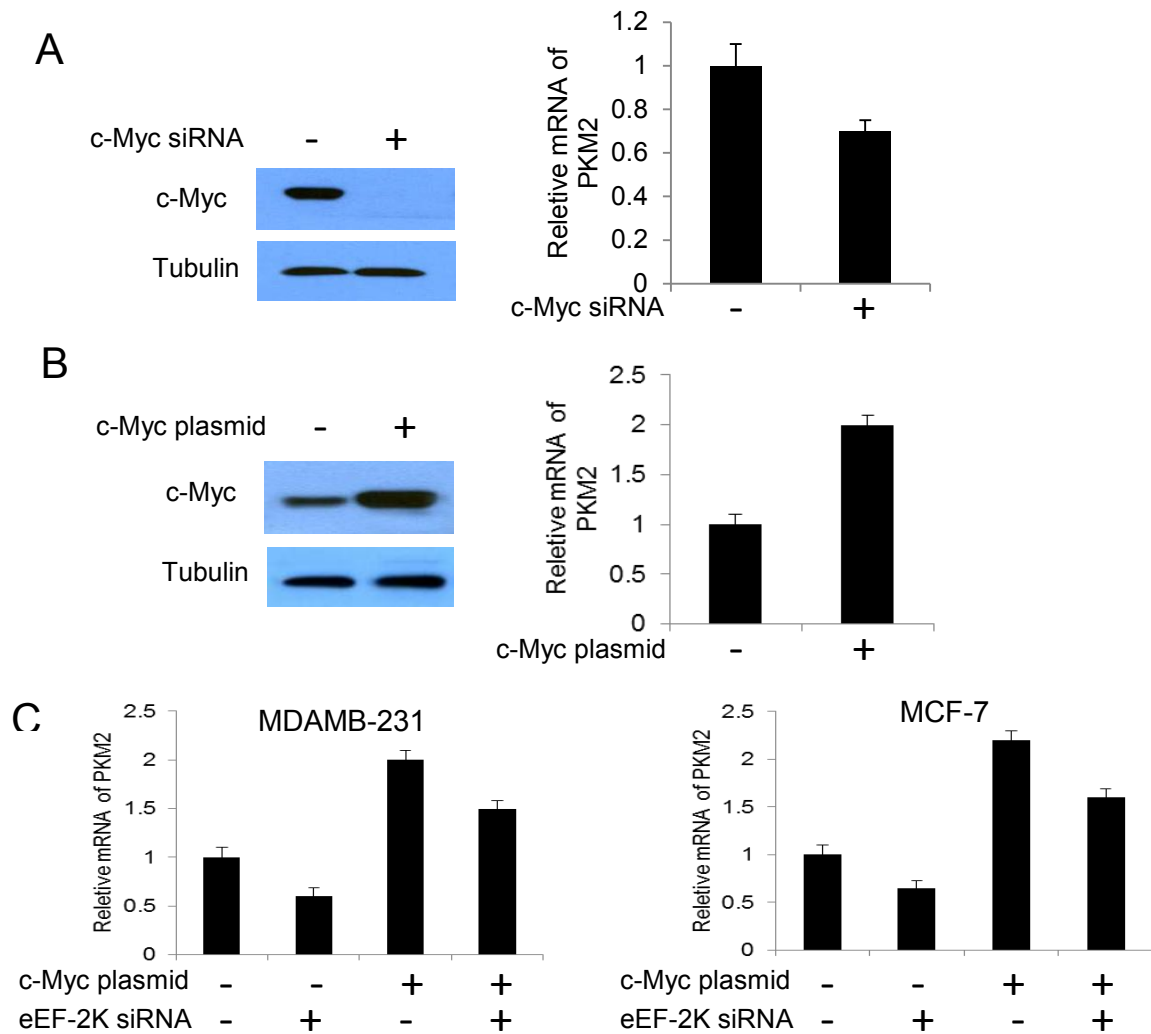 A
c-Myc siRNA - +
c-Myc
Tubulin
Reletive mRNA of
PKM2
1.2
1
0.8
0.6
0.4
0.2
0
c-Myc siRNA - +
B
c-Myc plasmid - +
c-Myc
Tubulin
Reletive mRNA of
PKM2
2.5
2
1.5
1
0.5
0
c-Myc plasmid - +
C
MDAMB-231
Reletive mRNA of PKM2
2.5
2
1.5
1
0.5
0
c-Myc plasmid - - + +
eEF-2K siRNA - + - +
MCF-7
Reletive mRNA of PKM2
2.5
2
1.5
1
0.5
0
c-Myc plasmid - - + +
eEF-2K siRNA - + - +